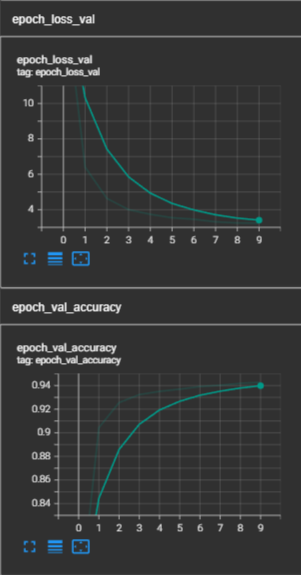 epoch_loss_val
epoch_loss_val
tag: epoch_loss_val
10
8
6
4
0 1 2 3 4 5 6 7 8 9
epoch_val_accuracy
epoch_val_accuracy
tag: epoch_val_accuracy
0.94
0.92
0.9
0.88
0.86
0.84
0 1 2 3 4 5 6 7 8 9